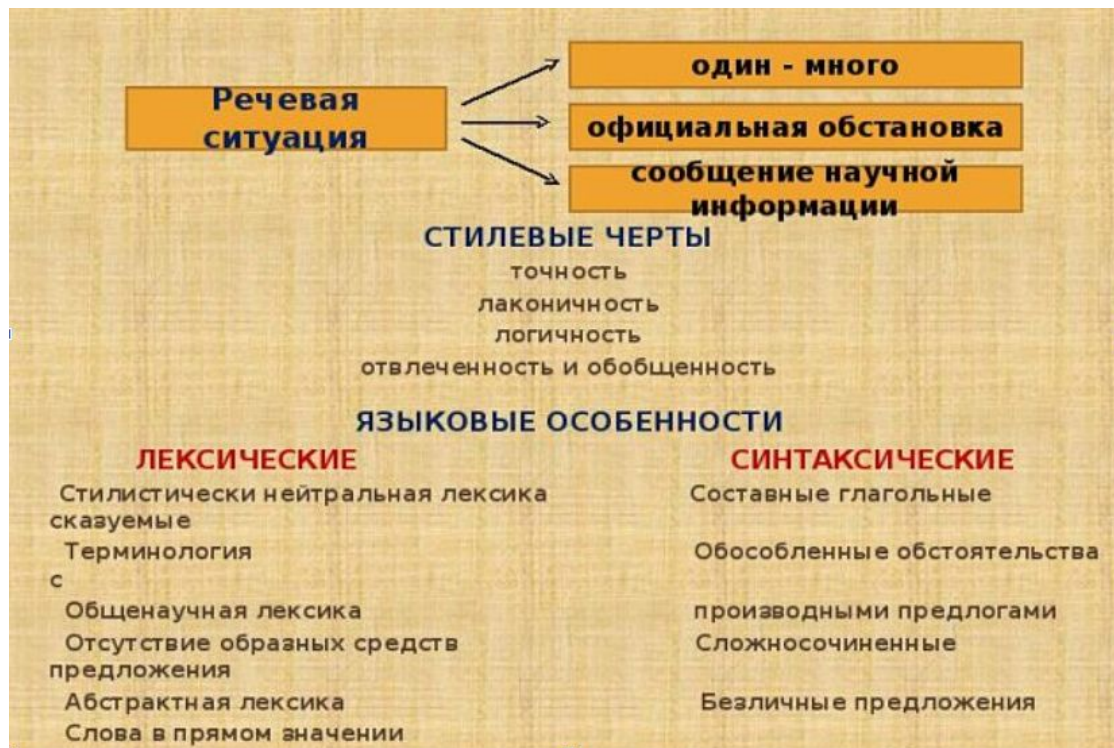 Речевая
ситуация
один - много
официальная обстановка
сообщение научной
информации
СТИЛЕВЫЕ ЧЕРТЫ
точность
лаконичность
логичность
отвлеченность и обобщенность
ЯЗЫКОВЫЕ ОСОБЕННОСТИ
ЛЕКСИЧЕСКИЕ СИНТАКСИЧЕСКИЕ
Стилистически нейтральная лексика Составные глагольные
сказуемые
Терминология Обособленные обстоятельства
с
Общенаучная лексика производными предлогами
Отсутствие образных средств Сложносочиненные
предложения
Абстрактная лексика Безличные предложения
Слова в прямом значении